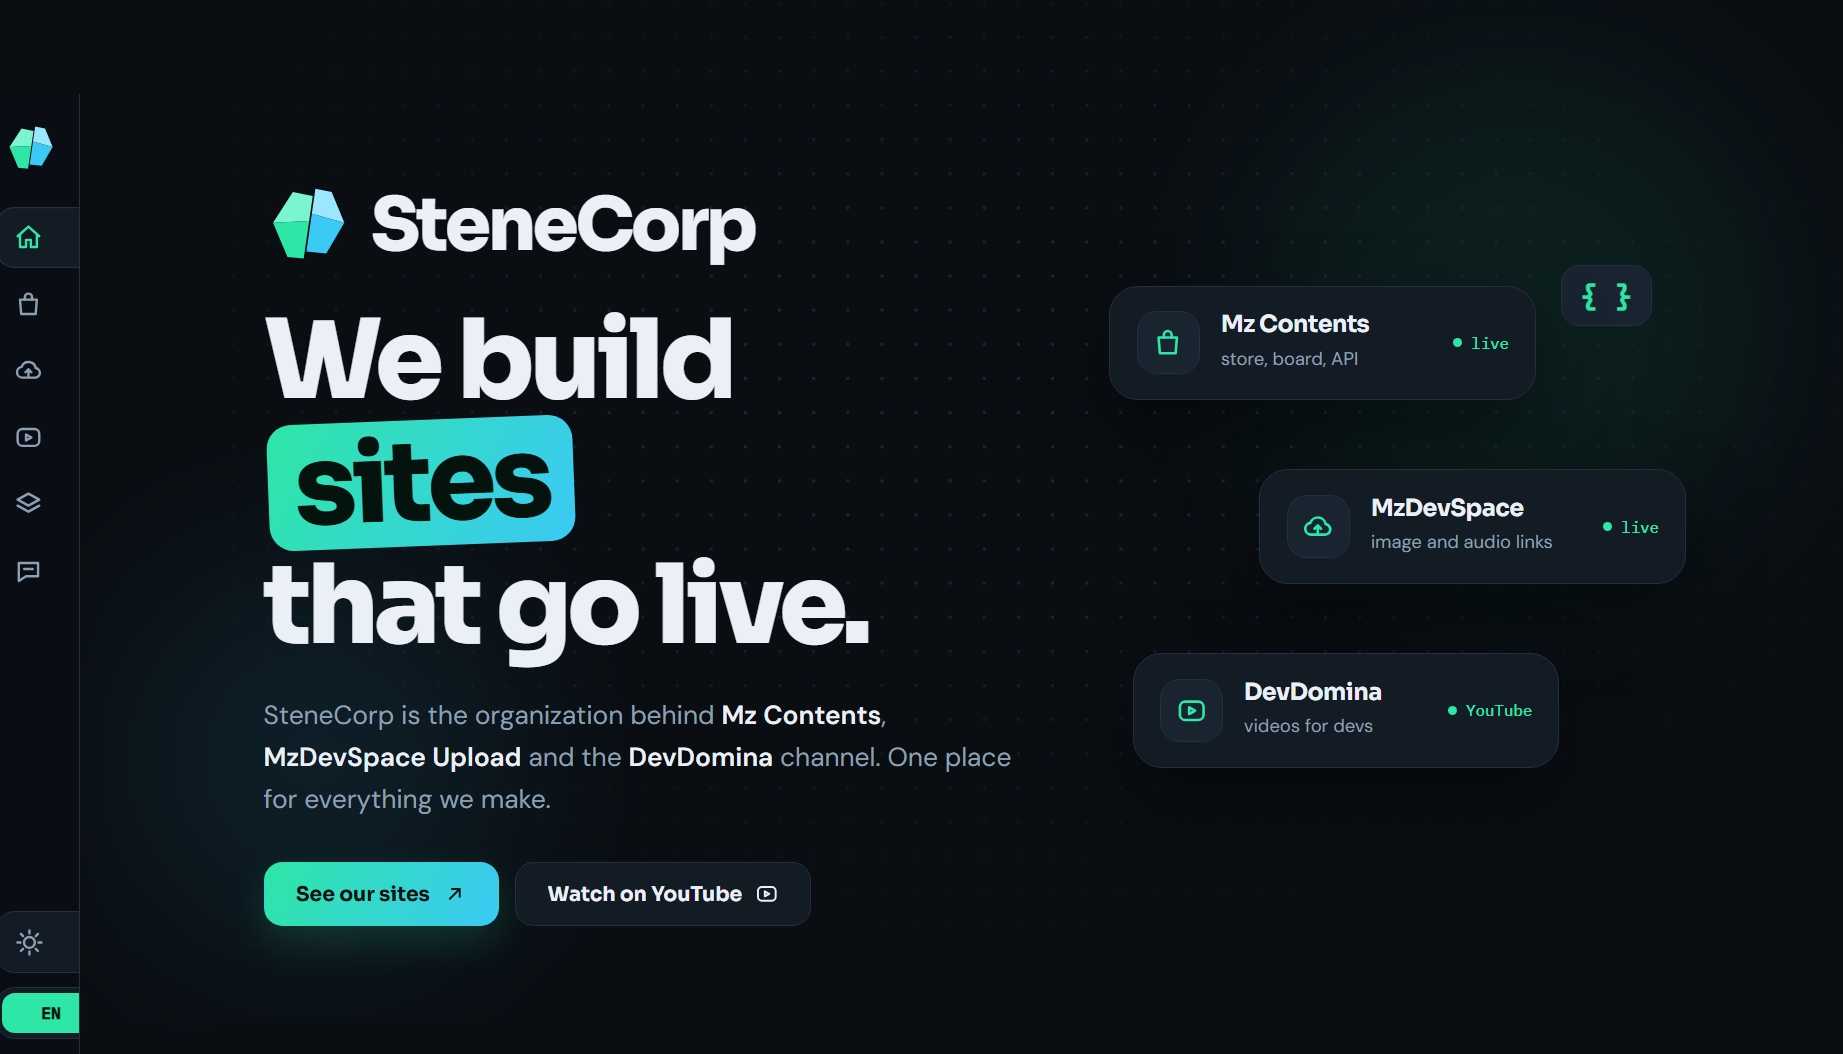 SteneCorp
We build
sites
that go live.
SteneCorp is the organization behind Mz Contents,
MzDevSpace Upload and the DevDomina channel. One place
for everything we make.
See our sites
Watch on YouTube
{ }
Mz Contents
store, board, API
live
MzDevSpace
image and audio links
live
DevDomina
videos for devs
YouTube
EN